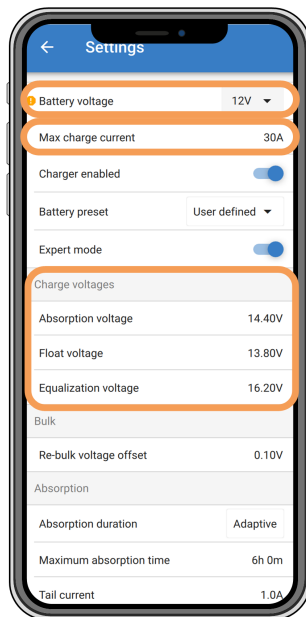 Settings
Battery voltage 12V
Max charge current 30A
Charger enabled
Battery preset User defined
Expert mode
Charge voltages
Absorption voltage 14.40V
Float voltage 13.80V
Equalization voltage 16.20V
Bulk
Re-bulk voltage offset 0.10V
Absorption
Absorption duration Adaptive
Maximum absorption time 6h 0m
Tail current 1.0A